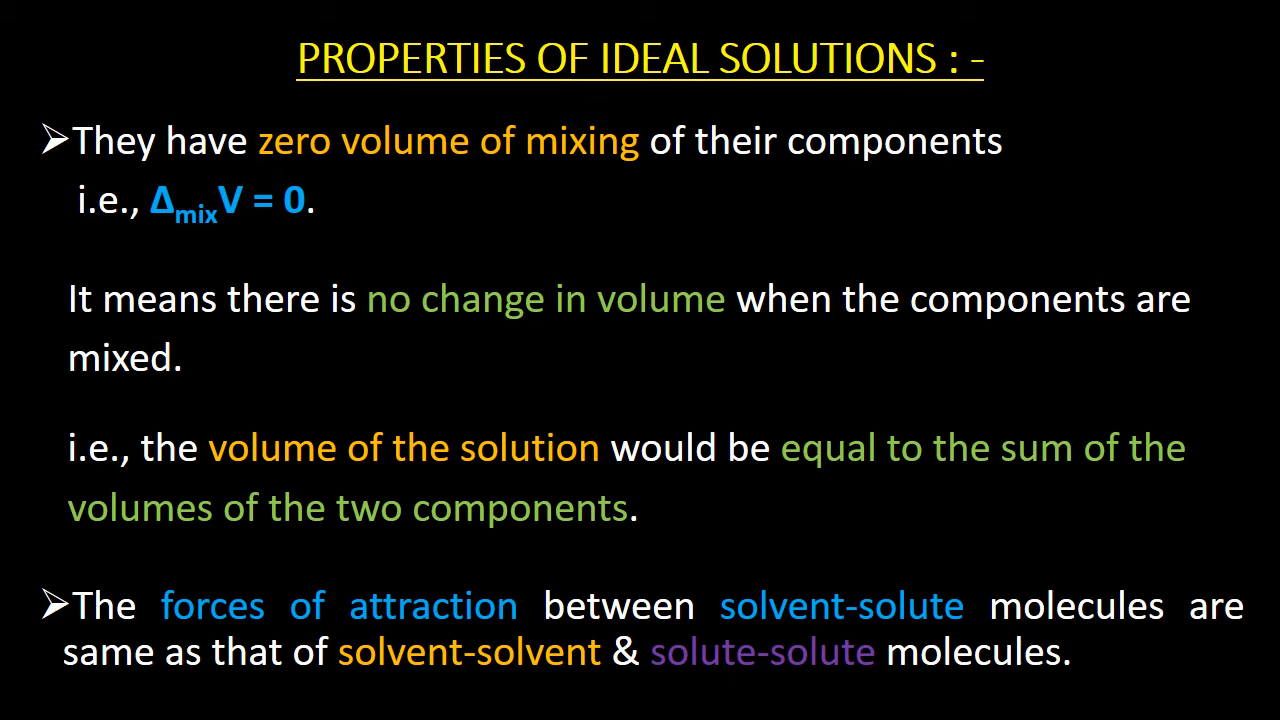 PROPERTIES OF IDEAL SOLUTIONS : -
➢They have zero volume of mixing of their components
i.e., ΔmixV = 0.
It means there is no change in volume when the components are
mixed.
i.e., the volume of the solution would be equal to the sum of the
volumes of the two components.
➢The forces of attraction between solvent-solute molecules are
same as that of solvent-solvent & solute-solute molecules.